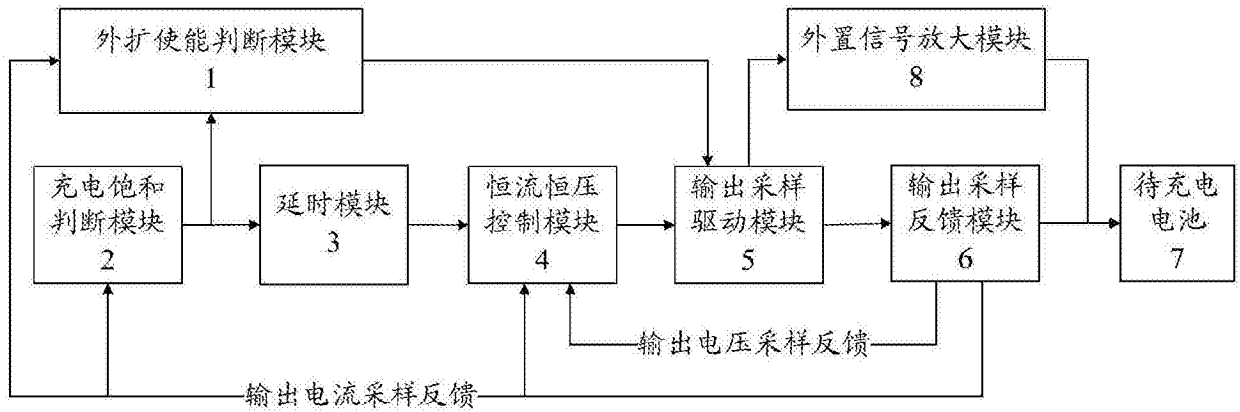 外扩使能判断模块
1
外置信号放大模块
8
充电饱和
判断模块
2
延时模块
3
恒流恒压
控制模块
4
输出采样
驱动模块
5
输出采样
反馈模块
6
待充电
电池
7
输出电压采样反馈
输出电流采样反馈